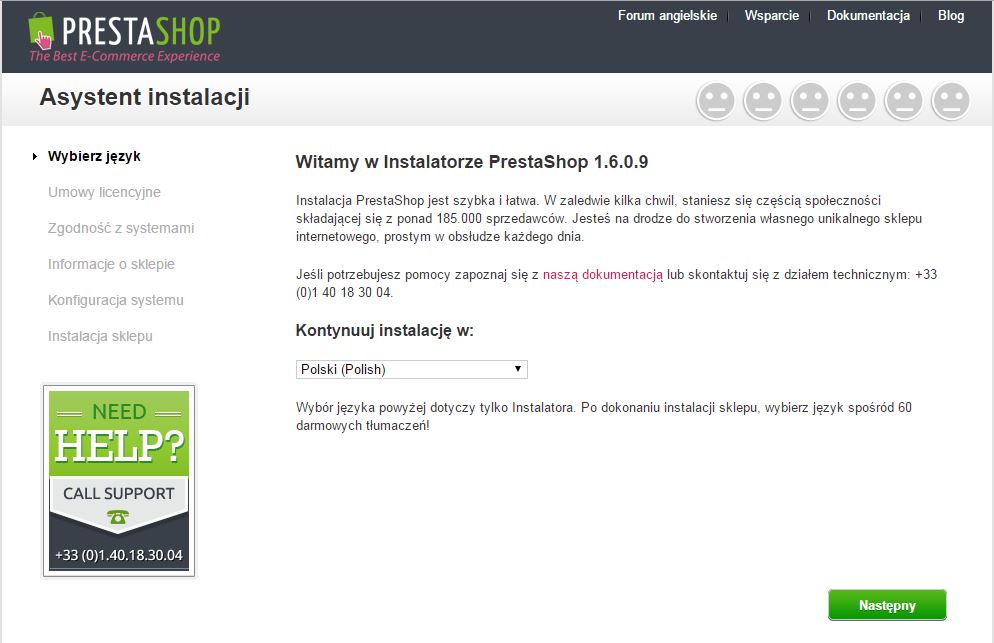 PRESTASHOP
The Best E-Commerce Experience
Forum angielskie
Wsparcie
Dokumentacja
Blog
Asystent instalacji
Wybierz język
Umowy licencyjne
Zgodność z systemami
Informacje o sklepie
Konfiguracja systemu
Instalacja sklepu
NEED
HELP?
CALL SUPPORT
+33 (0)1.40.18.30.04
Witamy w Instalatorze PrestaShop 1.6.0.9
Instalacja PrestaShop jest szybka i łatwa. W zaledwie kilka chwil, staniesz się częścią społeczności
składającej się z ponad 185.000 sprzedawców. Jesteś na drodze do stworzenia własnego unikalnego sklepu
internetowego, prostym w obsłudze każdego dnia.
Jeśli potrzebujesz pomocy zapoznaj się z naszą dokumentacją lub skontaktuj się z działem technicznym: +33
(0)1 40 18 30 04.
Kontynuuj instalację w:
Polski (Polish)
Wybór języka powyżej dotyczy tylko Instalatora. Po dokonaniu instalacji sklepu, wybierz język spośród 60
darmowych tłumaczeń!
Następny